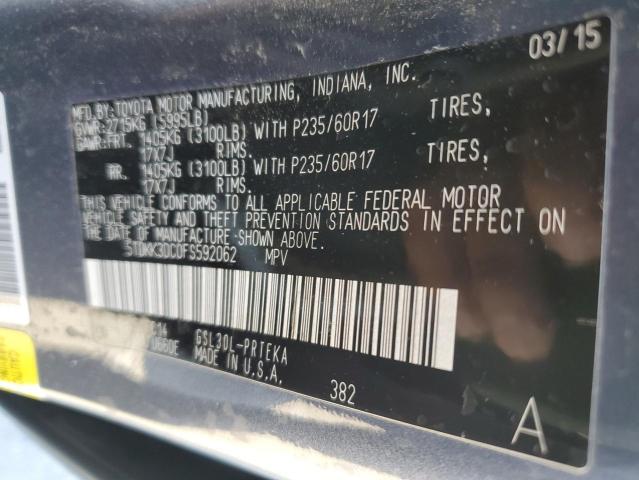 03/15
MFD.BY:TOYOTA MOTOR MANUFACTURING, INDIANA, INC.
GVWR:2715KG (5995LB)
GAWR:FRT. 1405KG (3100LB) WITH P235/60R17 TIRES,
17X7J RIMS.
RR. 1405KG (3100LB) WITH P235/60R17 TIRES,
17X7J RIMS.
THIS VEHICLE CONFORMS TO ALL APPLICABLE FEDERAL MOTOR
VEHICLE SAFETY AND THEFT PREVENTION STANDARDS IN EFFECT ON
THE DATE OF MANUFACTURE SHOWN ABOVE.
5TDKK3DC0FS592062 MPV
GSL30L-PRTEKA
MADE IN U.S.A.
382
A